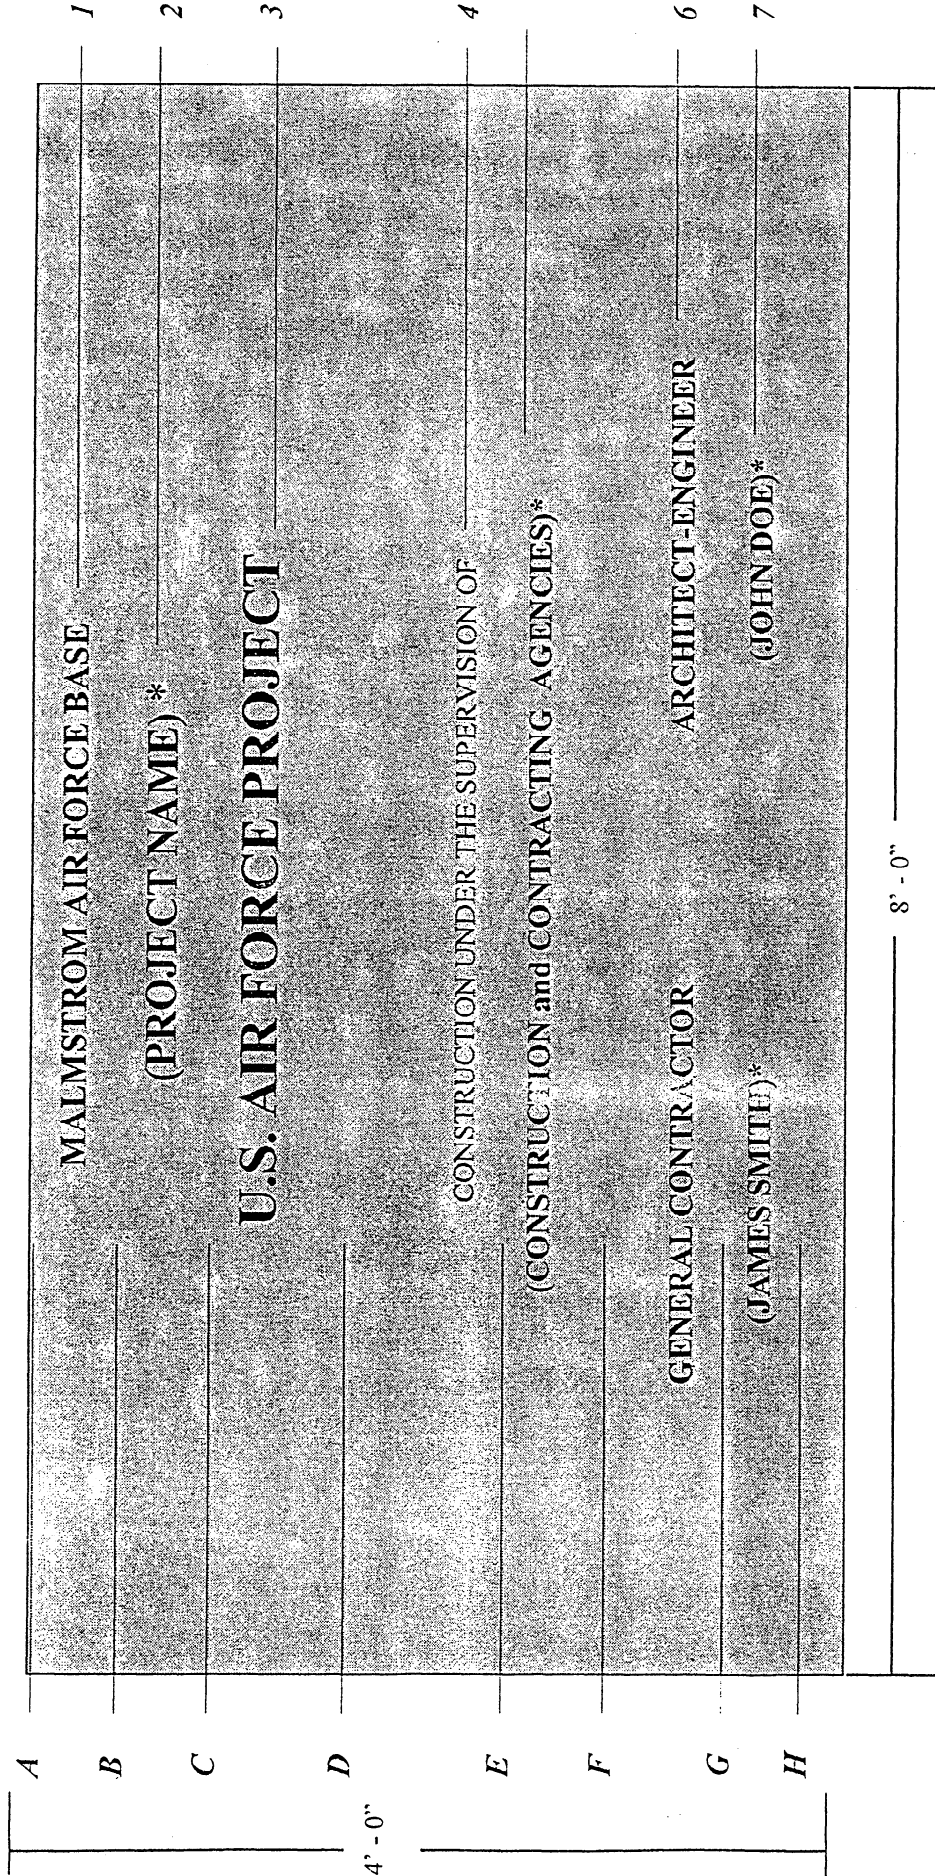 MALMSTROM AIR FORCE BASE
(PROJECT NAME) *
U.S. AIR FORCE PROJECT
CONSTRUCTION UNDER THE SUPERVISION OF
(CONSTRUCTION and CONTRACTING AGENCIES)*
GENERAL CONTRACTOR ARCHITECT-ENGINEER
(JAMES SMITH)* (JOHN DOE)*
A
B
C
D
E
F
G
H
1
2
3
4
6
7
4' - 0"
8' - 0"